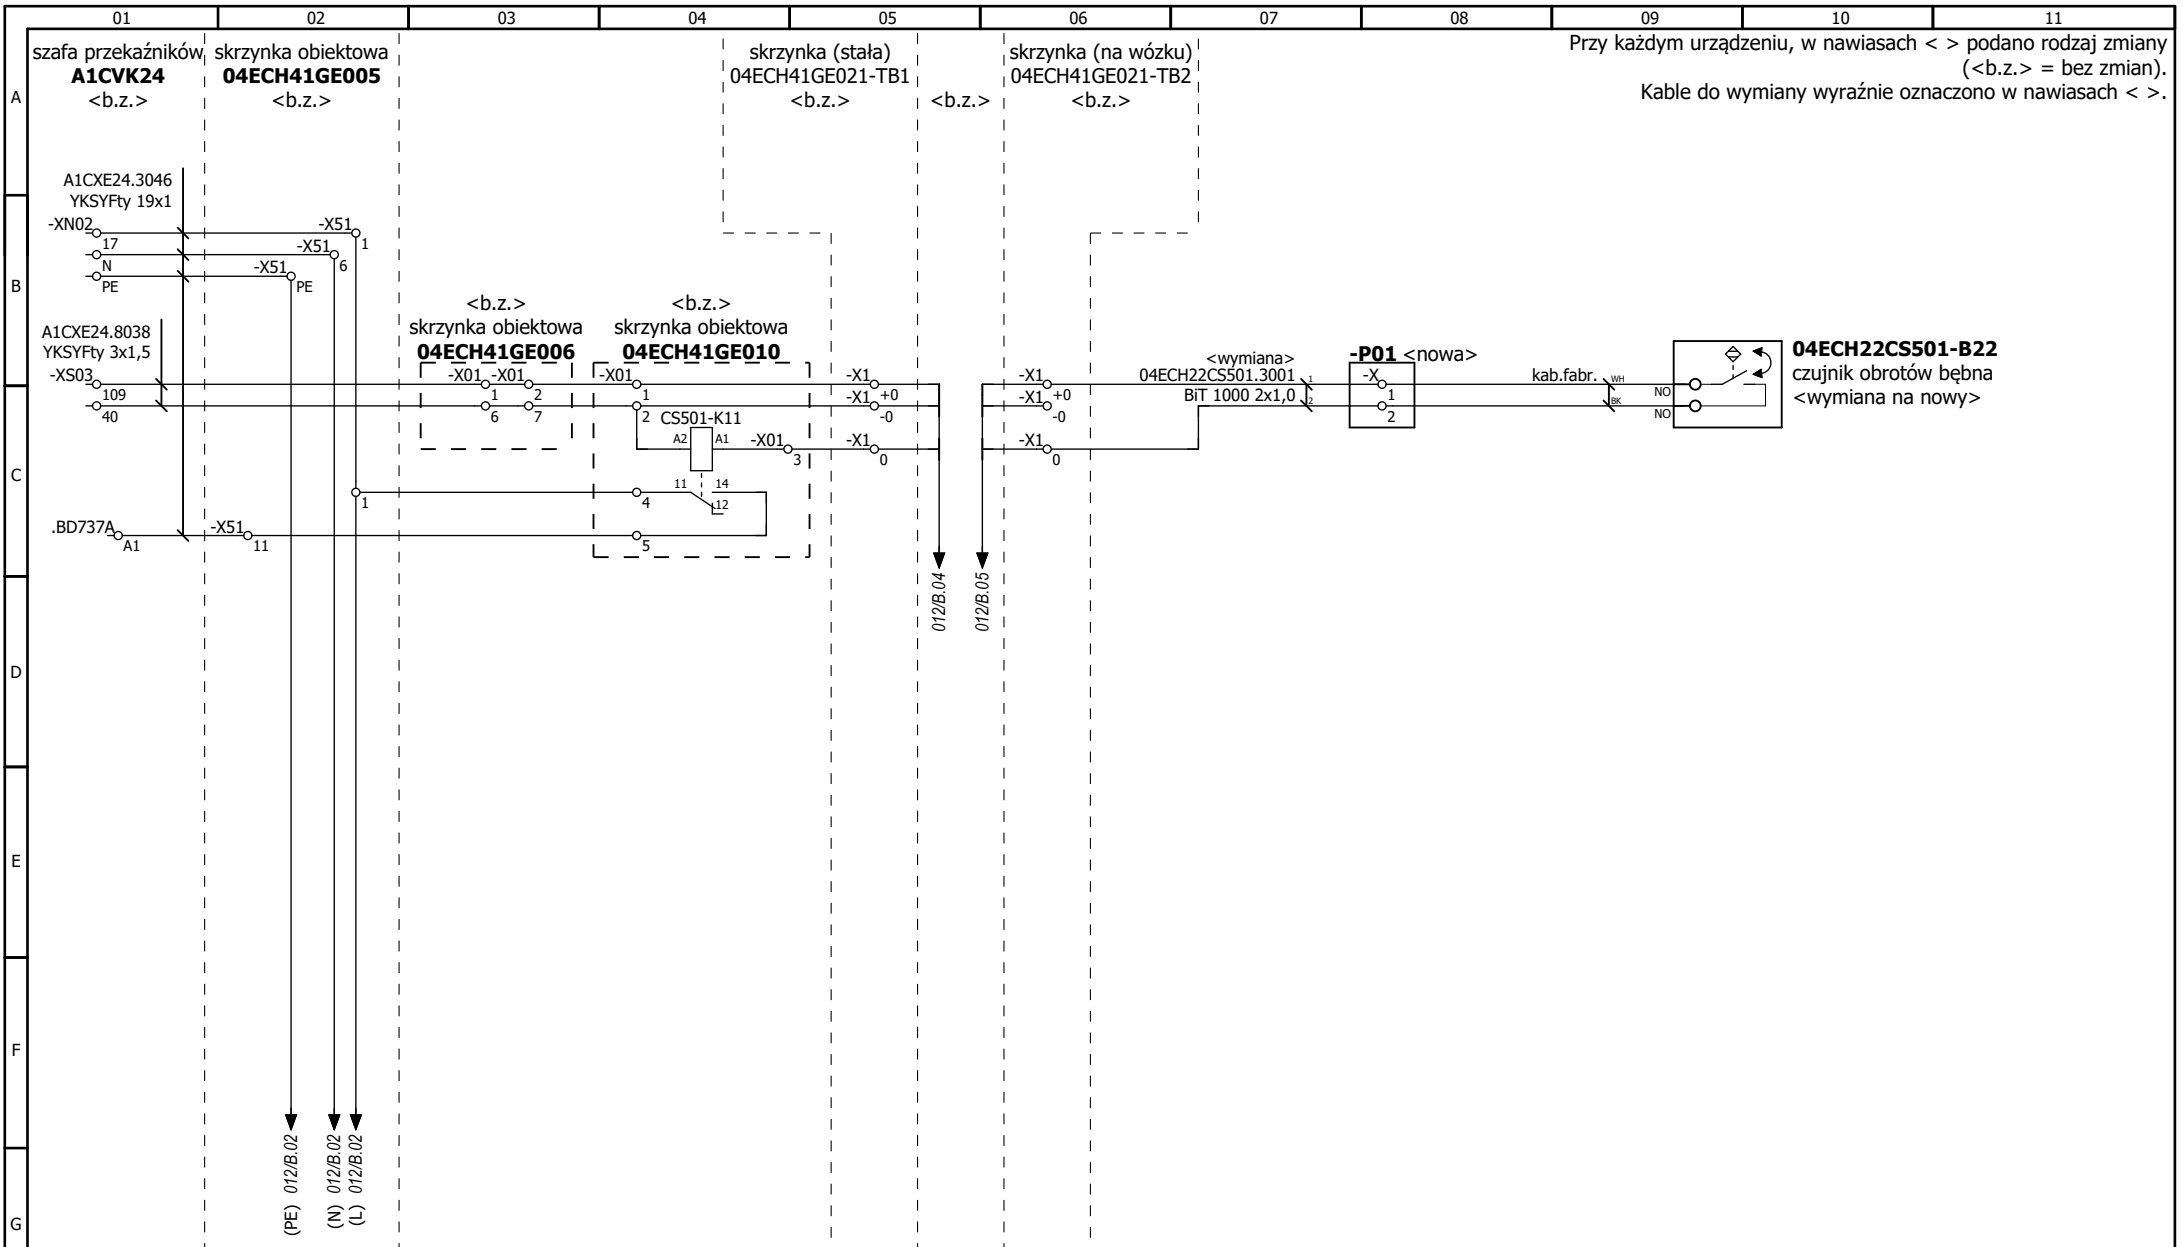 01 02 03 04 05 06 07 08 09 10 11
A
B
C
D
E
F
G
szafa przekaźników
A1CVK24
<b.z.>
skrzynka obiektowa
04ECH41GE005
<b.z.>
skrzynka (stała)
04ECH41GE021-TB1
<b.z.>
<b.z.>
skrzynka (na wózku)
04ECH41GE021-TB2
<b.z.>
Przy każdym urządzeniu, w nawiasach < > podano rodzaj zmiany
(<b.z.> = bez zmian).
Kable do wymiany wyraźnie oznaczono w nawiasach < >.
A1CXE24.3046
YKSYFty 19x1
-XN02
17
N
PE
-X51
1
-X51
6
-X51
PE
A1CXE24.8038
YKSYFty 3x1,5
-XS03
109
40
.BD737A
A1
-X51
11
1
<b.z.>
skrzynka obiektowa
04ECH41GE006
-X01 -X01
1 2
6 7
<b.z.>
skrzynka obiektowa
04ECH41GE010
-X01
1
2
CS501-K11
A2 A1
-X01
3
11 14
12
4
5
-X1
+0
-X1
-0
-X1
0
012/B.04
012/B.05
-X1
+0
-X1
-0
-X1
0
<wymiana>
04ECH22CS501.3001
BiT 1000 2x1,0
1
2
-P01 <nowa>
-X
1
2
kab.fabr.
WH
BK
NO
NO
04ECH22CS501-B22
czujnik obrotów bębna
<wymiana na nowy>
(PE) 012/B.02
(N) 012/B.02
(L) 012/B.02